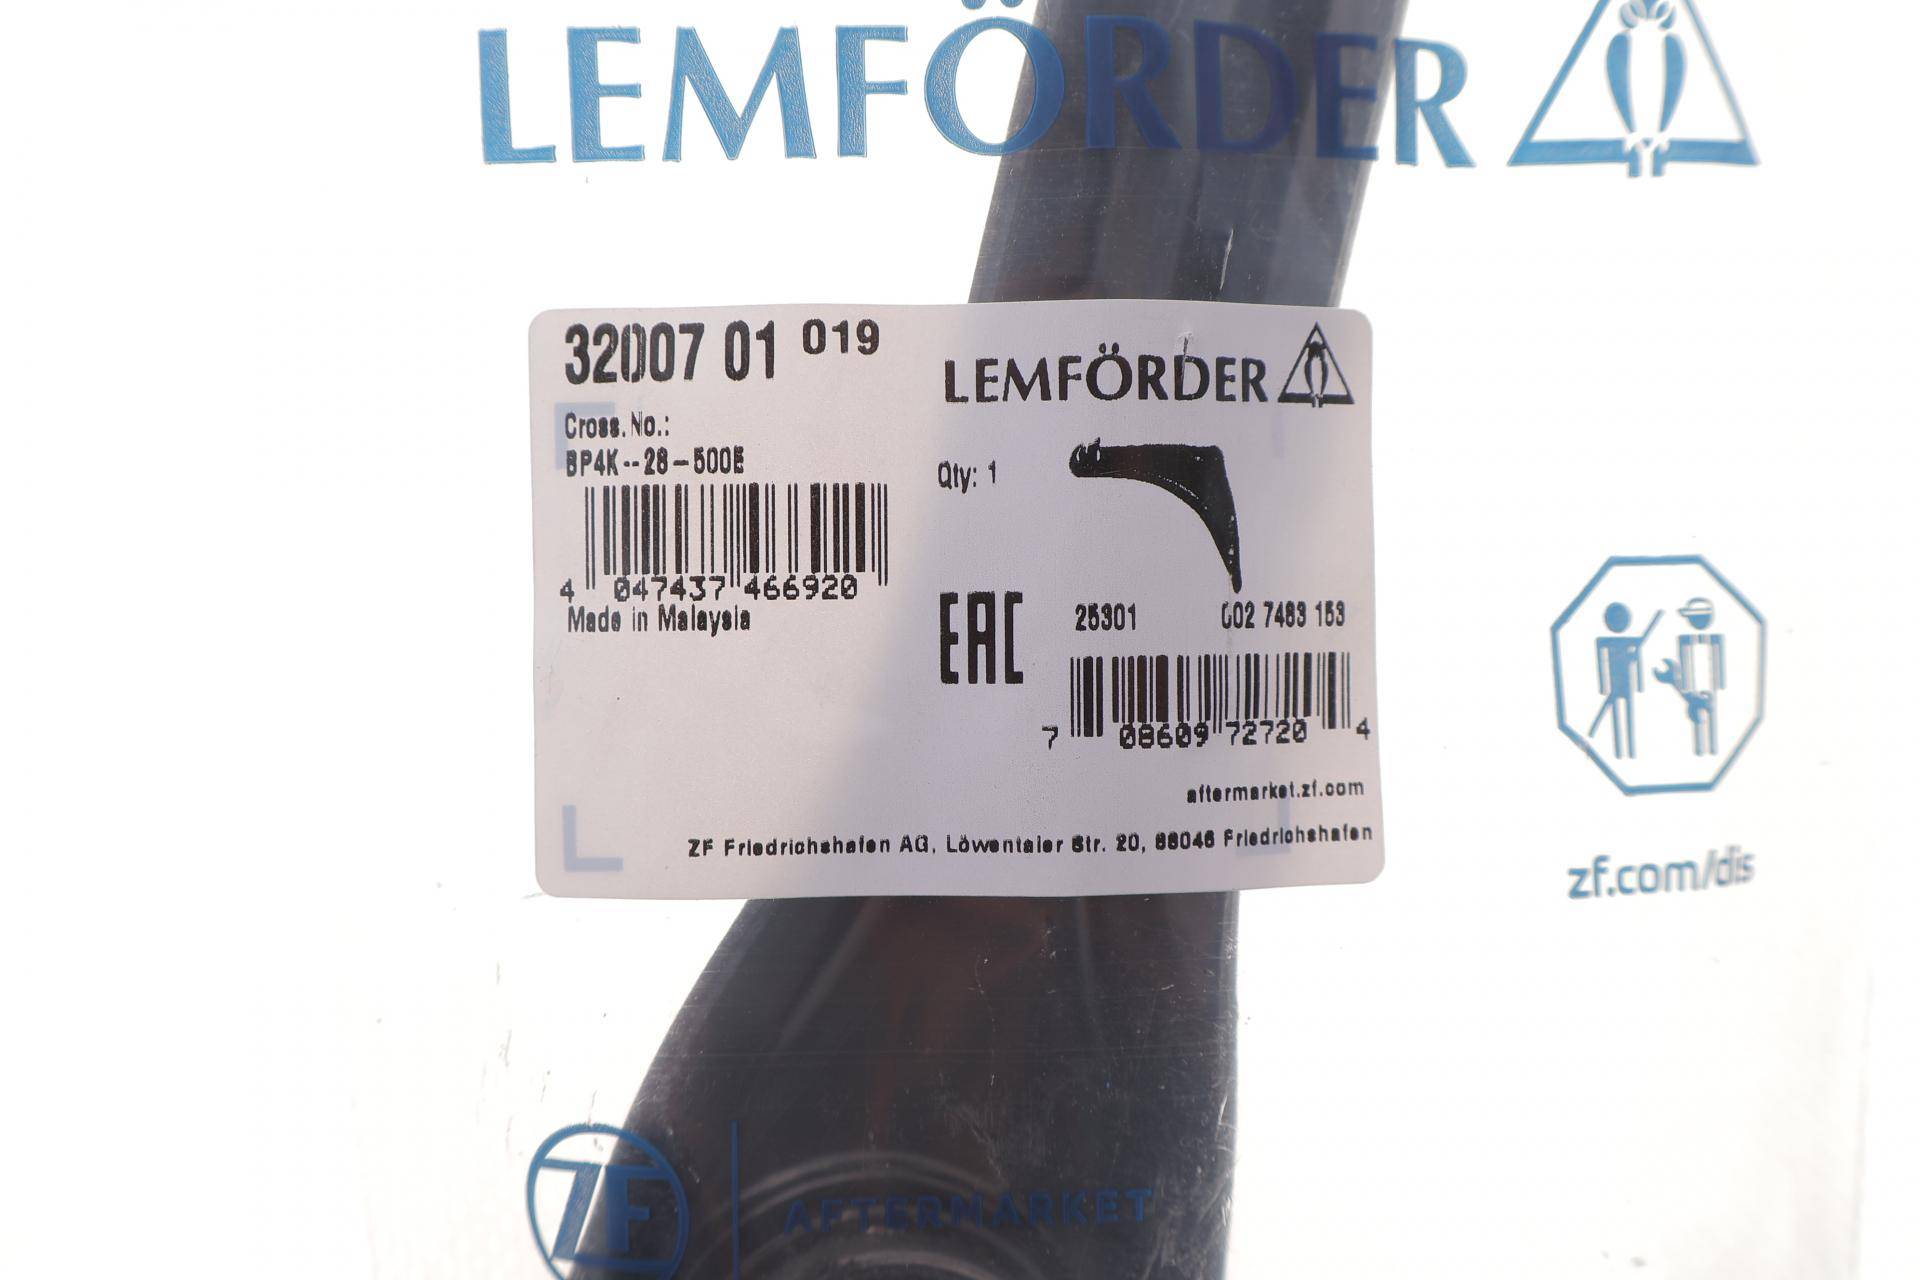 LEMFÖRDER
32007 01 019
LEMFÖRDER
Cross.No.:
BP4K--28-500E
Qty: 1
4 047437 466920
Made in Malaysia
EAC
25301 002 7483 153
7 08609 72720 4
aftermarket.zf.com
ZF Friedrichshafen AG, Löwentaler Str. 20, 88046 Friedrichshafen
zf.com/dis
ZF AFTERMARKET